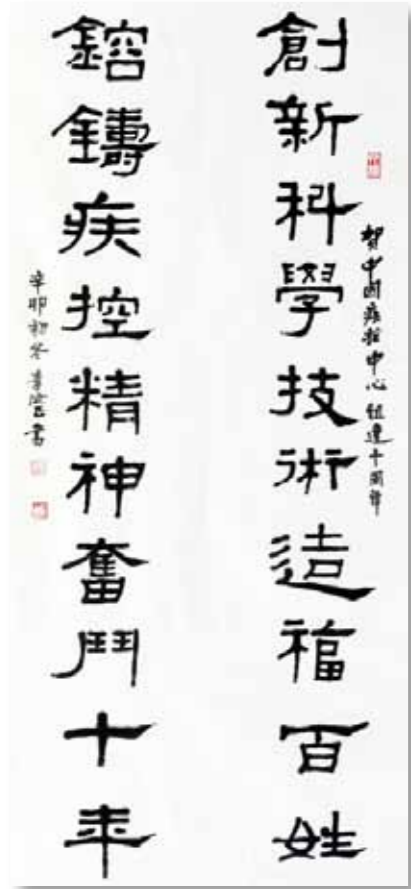 賀中国疾控中心組建十周年
創新科學技術造福百姓
鎔鑄疾控精神奮鬥十年
辛卯初冬書